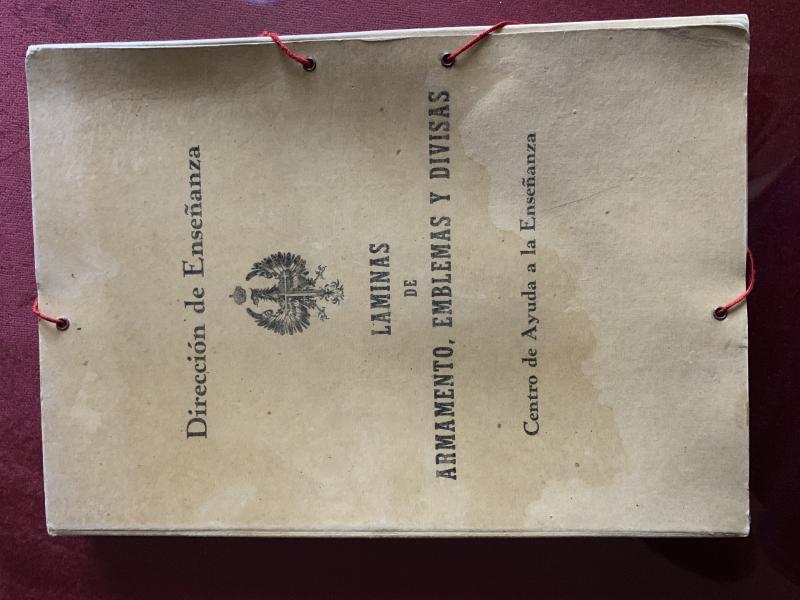 Dirección de Enseñanza
LAMINAS
DE
ARMAMENTO, EMBLEMAS Y DIVISAS
Centro de Ayuda a la Enseñanza